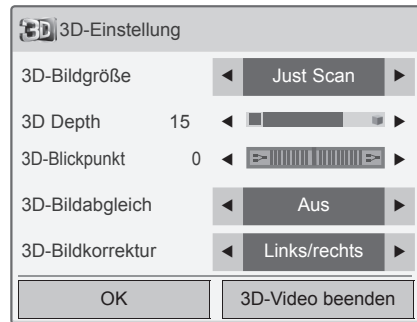 3D 3D-Einstellung
3D-Bildgröße ◄ Just Scan ►
3D Depth 15 ◄ ►
3D-Blickpunkt 0 ◄ ►
3D-Bildabgleich ◄ Aus ►
3D-Bildkorrektur ◄ Links/rechts ►
OK 3D-Video beenden